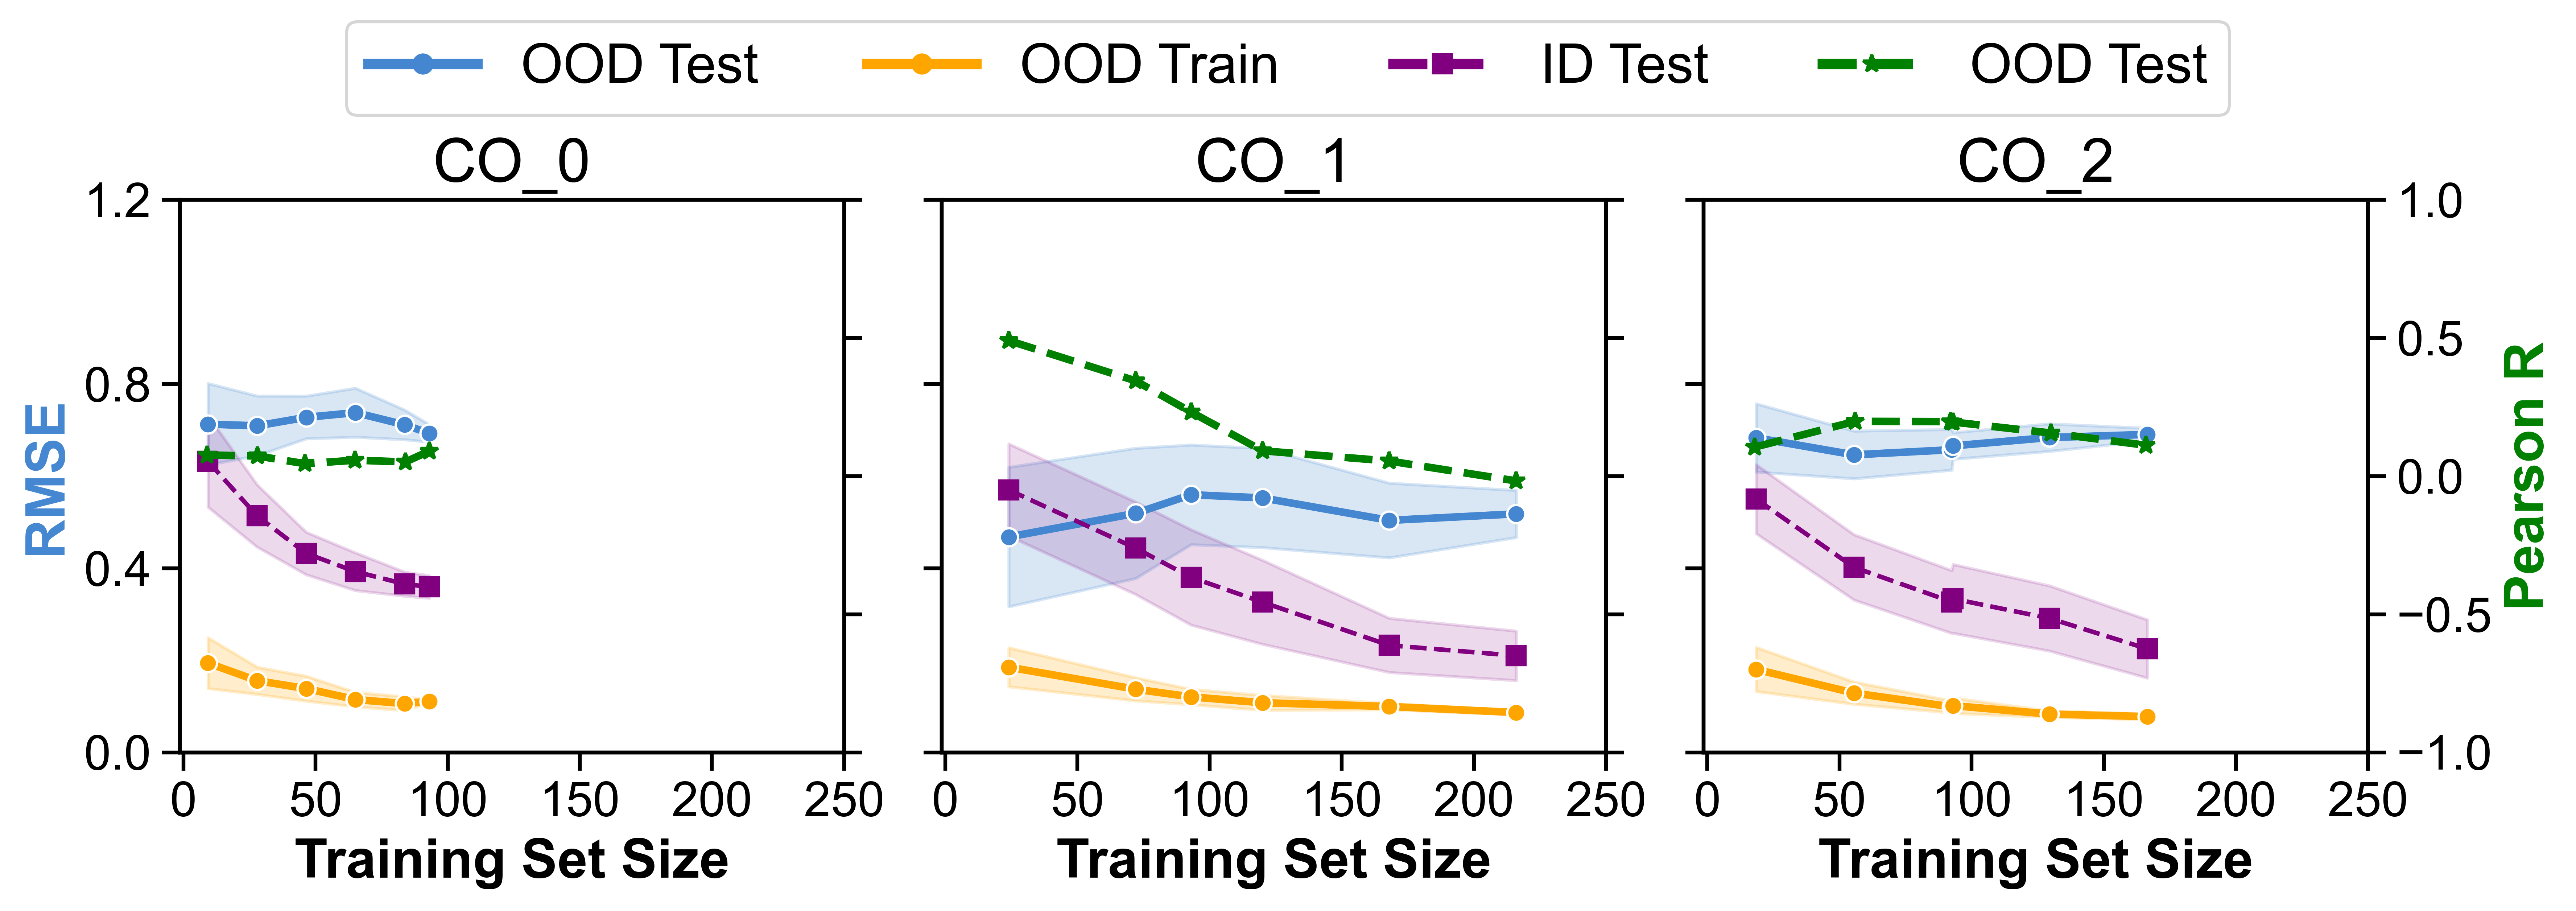 OOD Test OOD Train ID Test OOD Test
CO_0 CO_1 CO_2
1.2 1.0
0.5
0.8
0.0
0.4
−0.5
0.0 −1.0
RMSE
Pearson R
0 50 100 150 200 250 0 50 100 150 200 250 0 50 100 150 200 250
Training Set Size Training Set Size Training Set Size